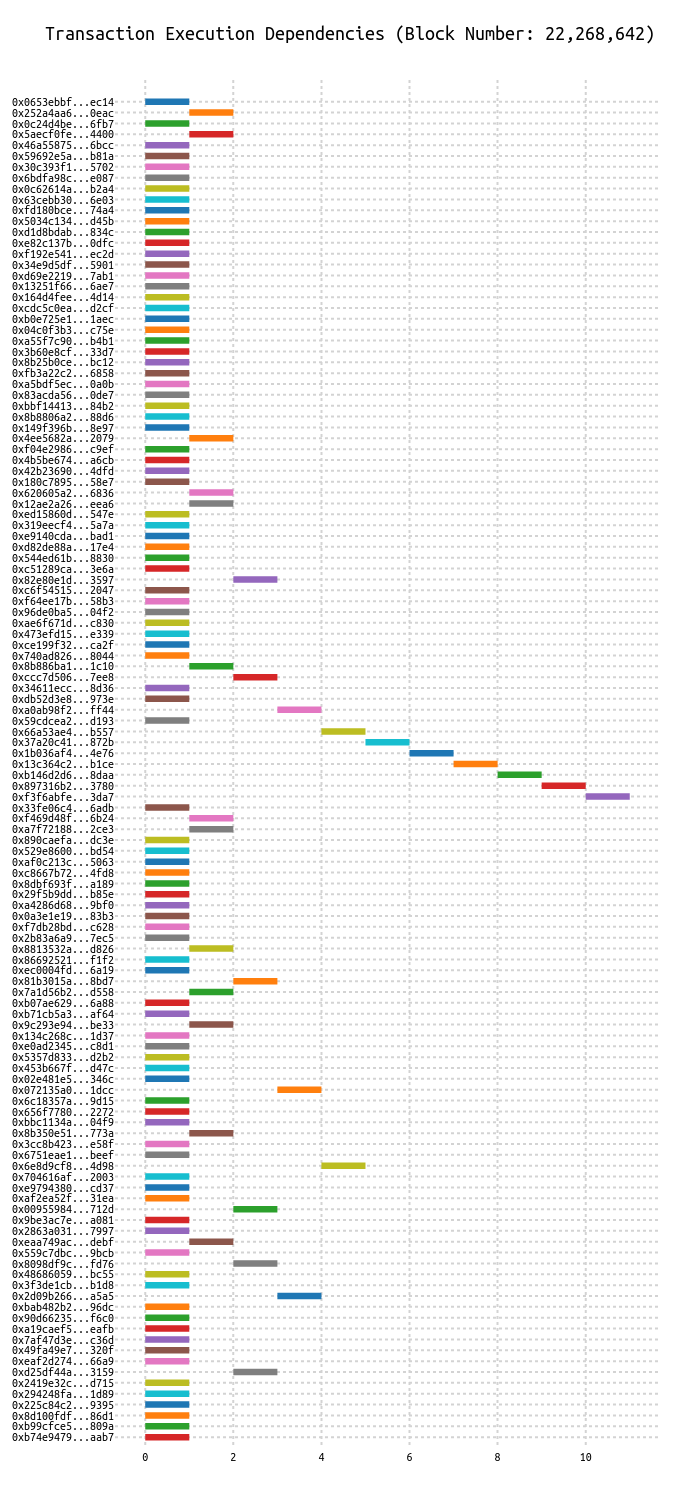 Transaction Execution Dependencies (Block Number: 22,268,642)
0x0653ebbf...ec14
0x252a4aa6...0eac
0x0c24d4be...6fb7
0x5aecf0fe...4400
0x46a55875...6bcc
0x59692e5a...b81a
0x30c393f1...5702
0x6bdfa98c...e087
0x0c62614a...b2a4
0x63cebb30...6e03
0xfd180bce...74a4
0x5034c134...d45b
0xd1d8bdab...834c
0xe82c137b...0dfc
0xf192e541...ec2d
0x34e9d5df...5901
0xd69e2219...7ab1
0x13251f66...6ae7
0x164d4fee...4d14
0xcdc5c0ea...d2cf
0xb0e725e1...1aec
0x04c0f3b3...c75e
0xa55f7c90...b4b1
0x3b60e8cf...33d7
0x8b25b0ce...bc12
0xfb3a22c2...6858
0xa5bdf5ec...0a0b
0x83acda56...0de7
0xbbf14413...84b2
0x8b8806a2...88d6
0x149f396b...8e97
0x4ee5682a...2079
0xf04e2986...c9ef
0x4b5be674...a6cb
0x42b23690...4dfd
0x180c7895...58e7
0x620605a2...6836
0x12ae2a26...eea6
0xed15860d...547e
0x319eecf4...5a7a
0xe9140cda...bad1
0xd82de88a...17e4
0x544ed61b...8830
0xc51289ca...3e6a
0x82e80e1d...3597
0xc6f54515...2047
0xf64ee17b...58b3
0x96de0ba5...04f2
0xae6f671d...c830
0x473efd15...e339
0xce199f32...ca2f
0x740ad826...8044
0x8b886ba1...1c10
0xccc7d506...7ee8
0x34611ecc...8d36
0xdb52d3e8...973e
0xa0ab98f2...ff44
0x59cdcea2...d193
0x66a53ae4...b557
0x37a20c41...872b
0x1b036af4...4e76
0x13c364c2...b1ce
0xb146d2d6...8daa
0x897316b2...3780
0xf3f6abfe...3da7
0x33fe06c4...6adb
0xf469d48f...6b24
0xa7f72188...2ce3
0x890caefa...dc3e
0x529e8600...bd54
0xaf0c213c...5063
0xc8667b72...4fd8
0x8dbf693f...a189
0x29f5b9dd...b85e
0xa4286d68...9bf0
0x0a3e1e19...83b3
0xf7db28bd...c628
0x2b83a6a9...7ec5
0x8813532a...d826
0x86692521...f1f2
0xec0004fd...6a19
0x81b3015a...8bd7
0x7a1d56b2...d558
0xb07ae629...6a88
0xb71cb5a3...af64
0x9c293e94...be33
0x134c268c...1d37
0xe0ad2345...c8d1
0x5357d833...d2b2
0x453b667f...d47c
0x02e481e5...346c
0x072135a0...1dcc
0x6c18357a...9d15
0x656f7780...2272
0xbbc1134a...04f9
0x8b350e51...773a
0x3cc8b423...e58f
0x6751eae1...beef
0x6e8d9cf8...4d98
0x704616af...2003
0xe9794380...cd37
0xaf2ea52f...31ea
0x00955984...712d
0x9be3ac7e...a081
0x2863a031...7997
0xeaa749ac...debf
0x559c7dbc...9bcb
0x8098df9c...fd76
0x48686059...bc55
0x3f3de1cb...b1d8
0x2d09b266...a5a5
0xbab482b2...96dc
0x90d66235...f6c0
0xa19caef5...eafb
0x7af47d3e...c36d
0x49fa49e7...320f
0xeaf2d274...66a9
0xd25df44a...3159
0x2419e32c...d715
0x294248fa...1d89
0x225c84c2...9395
0x8d100fdf...86d1
0xb99cfce5...809a
0xb74e9479...aab7
0 2 4 6 8 10